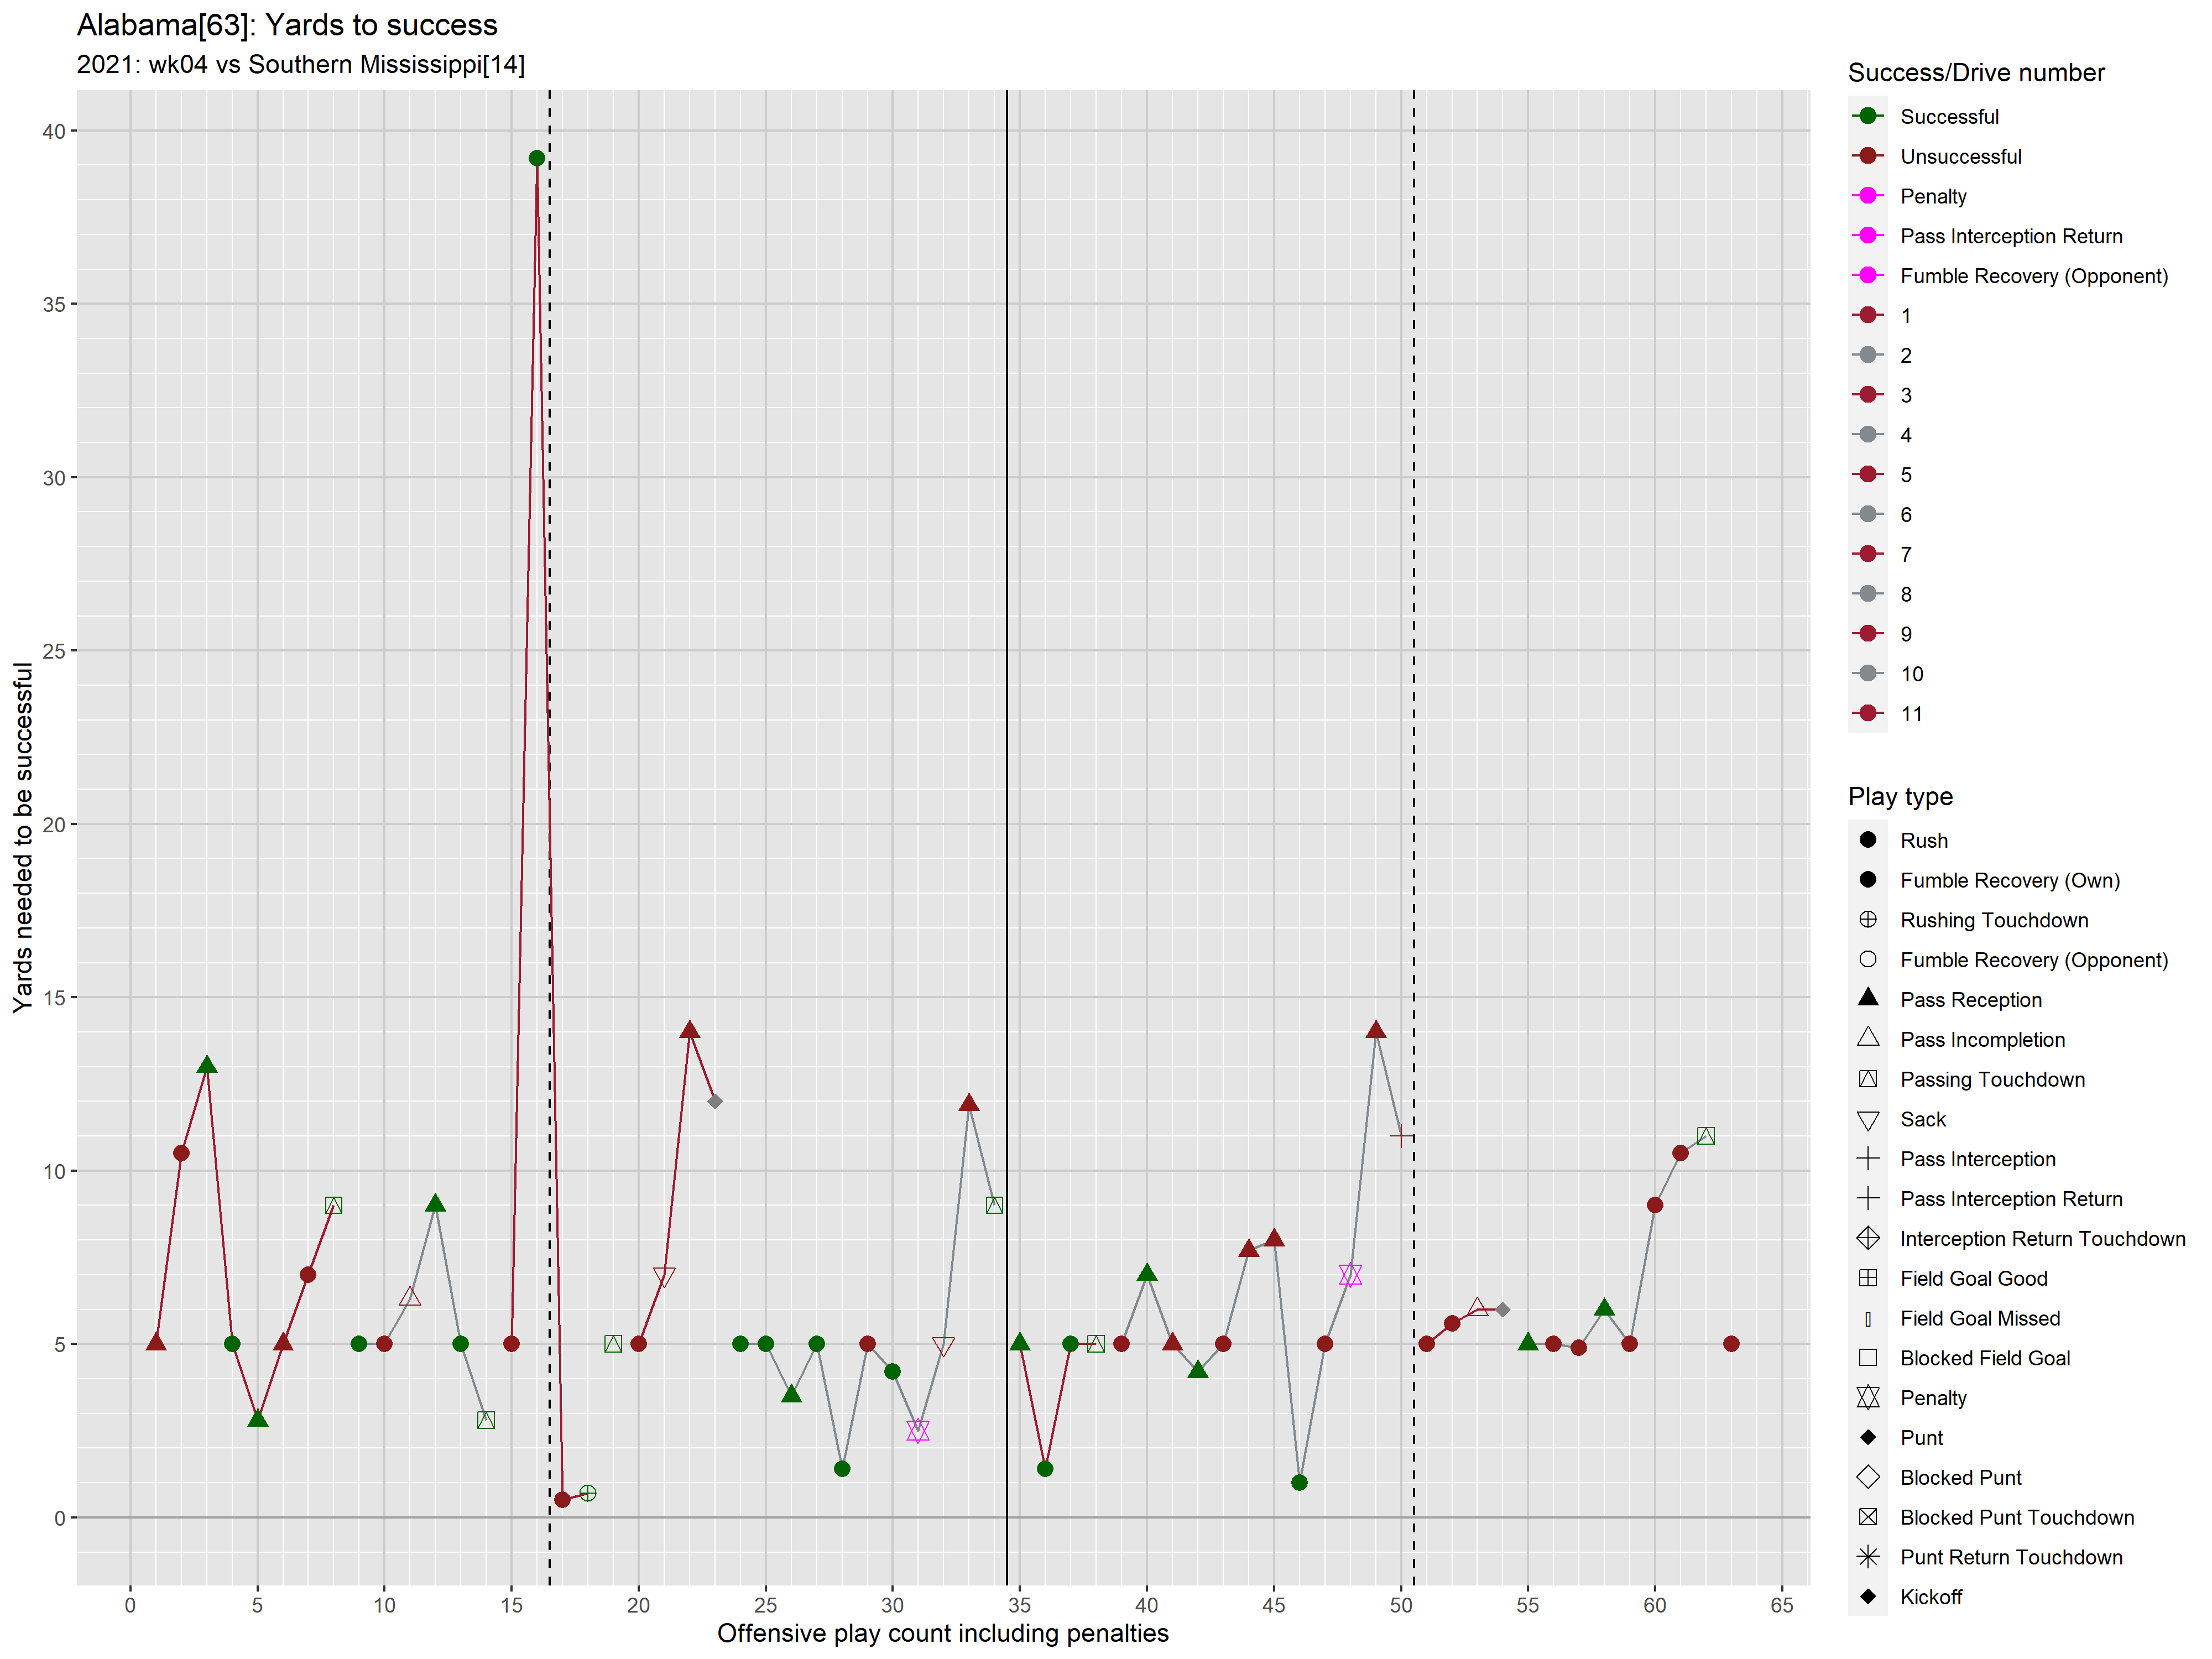 Alabama[63]: Yards to success
2021: wk04 vs Southern Mississippi[14]
Yards needed to be successful
40
35
30
25
20
15
10
5
0
0 5 10 15 20 25 30 35 40 45 50 55 60 65
Offensive play count including penalties
Success/Drive number
Successful
Unsuccessful
Penalty
Pass Interception Return
Fumble Recovery (Opponent)
1
2
3
4
5
6
7
8
9
10
11
Play type
Rush
Fumble Recovery (Own)
Rushing Touchdown
Fumble Recovery (Opponent)
Pass Reception
Pass Incompletion
Passing Touchdown
Sack
Pass Interception
Pass Interception Return
Interception Return Touchdown
Field Goal Good
Field Goal Missed
Blocked Field Goal
Penalty
Punt
Blocked Punt
Blocked Punt Touchdown
Punt Return Touchdown
Kickoff